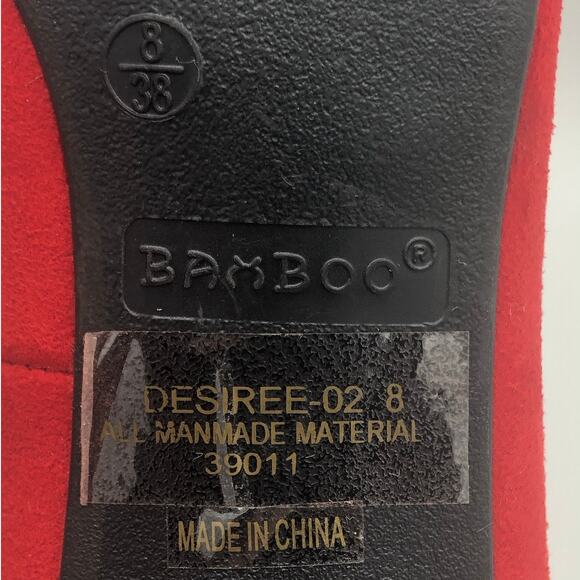 8
38
BAMBOO®
DESIREE-02 8
ALL MANMADE MATERIAL
39011
MADE IN CHINA